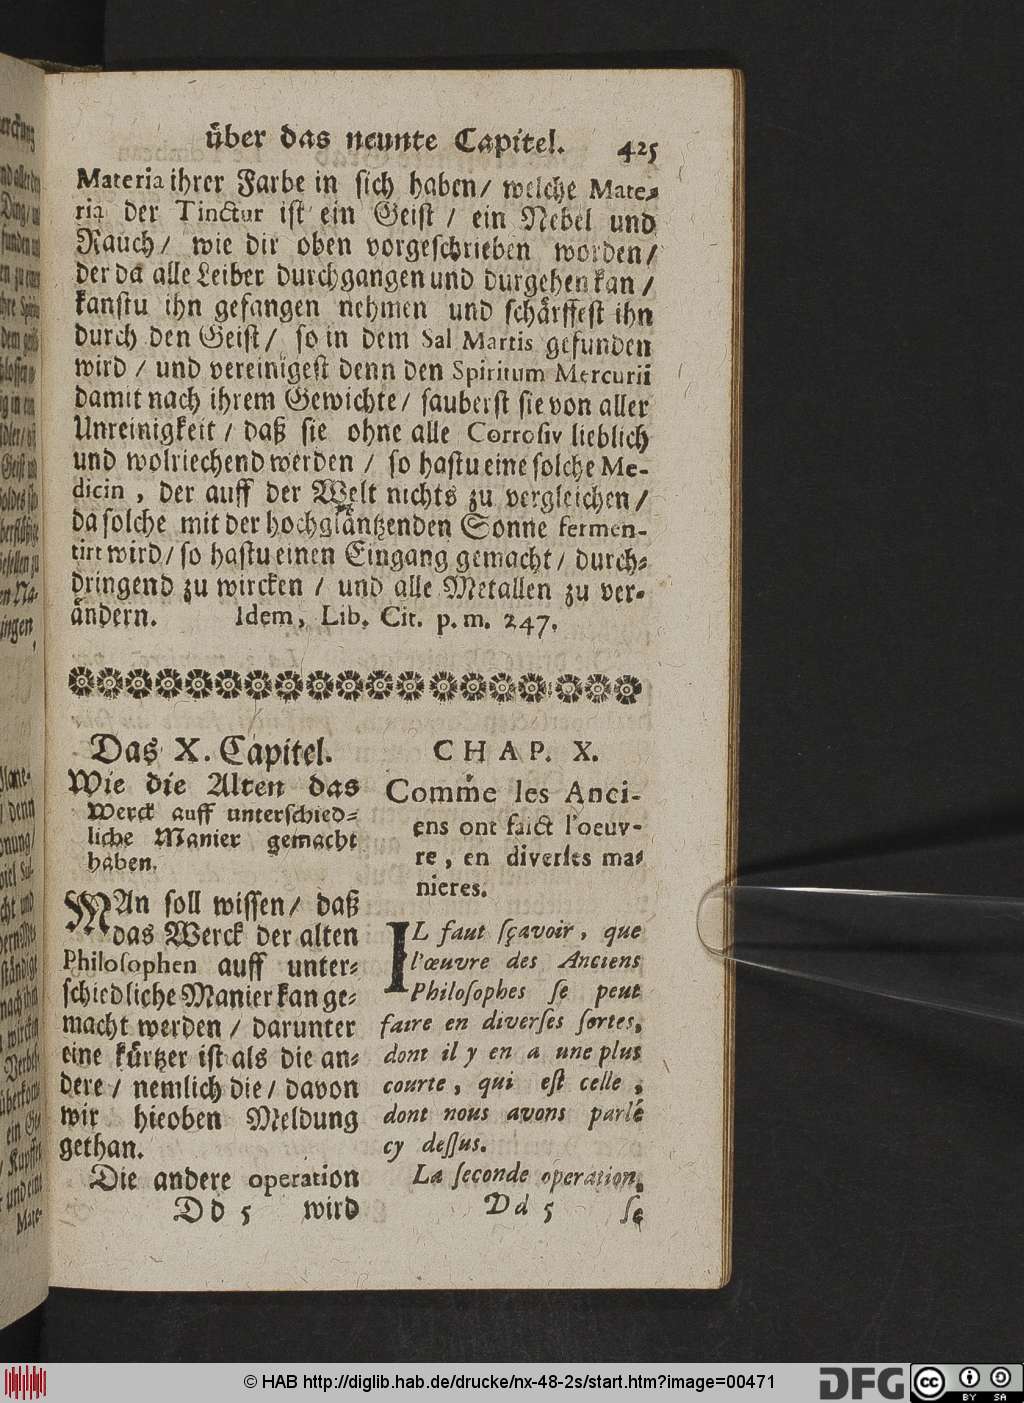 über das neunte Capitel. 425
Materia ihrer Farbe in sich haben / welche Mate-
ria der Tinctur ist ein Geist / ein Nebel und
Rauch / wie dir oben vorgeschrieben worden /
der da alle Leiber durchgangen und durgehen kan /
kanstu ihn gefangen nehmen und schärffest ihn
durch den Geist / so in dem Sal Martis gefunden
wird / und vereinigest denn den Spiritum Mercurii
damit nach ihrem Gewichte / sauberst sie von aller
Unreinigkeit / daß sie ohne alle Corrosiv lieblich
und wolriechend werden / so hastu eine solche Me-
dicin, der auff der Welt nichts zu vergleichen /
da solche mit der hochgläntzenden Sonne fermen-
tirt wird / so hastu einen Eingang gemacht / durch-
dringend zu wircken / und alle Metallen zu ver-
ändern. Idem, Lib. Cit. p. m. 247.
Das X. Capitel.
Wie die Alten das
Werck auff unterschied-
liche Manier gemacht
haben.
MAn soll wissen / daß
das Werck der alten
Philosophen auff unter-
schiedliche Manier kan ge-
macht werden / darunter
eine kürtzer ist als die an-
dere / nemlich die / davon
wir hieoben Meldung
gethan.
Die andere operation
Dd 5 wird
CHAP. X.
Comme les Anci-
ens ont faict l'oeuv-
re, en diverses ma-
nieres.
IL faut sçavoir, que
l'œuvre des Anciens
Philosophes se peut
faire en diverses sortes,
dont il y en a une plus
courte, qui est celle,
dont nous avons parlé
cy dessus.
La seconde operation,
Dd 5 se
© HAB http://diglib.hab.de/drucke/nx-48-2s/start.htm?image=00471
DFG
cc BY SA